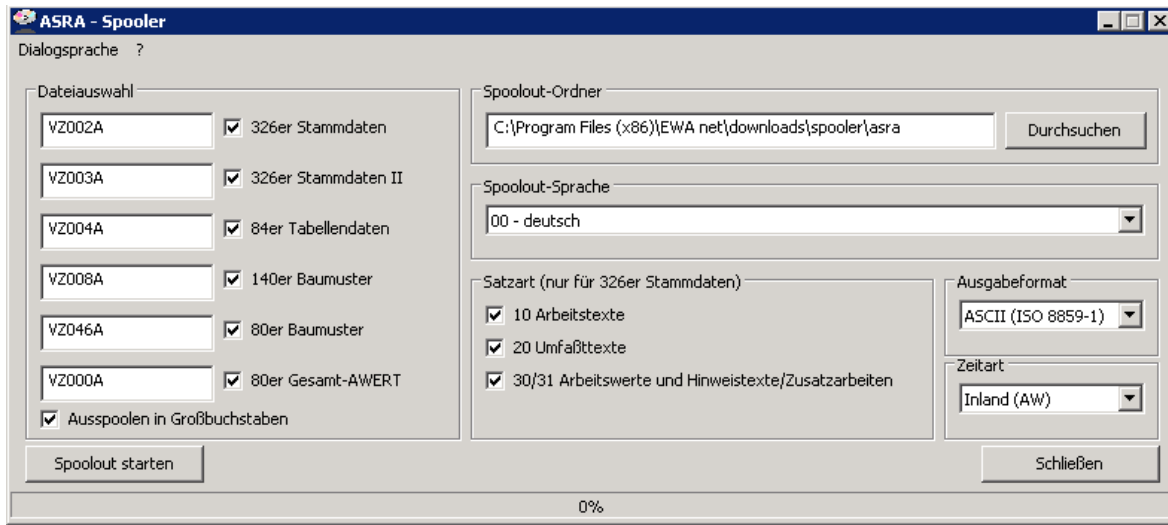 ASRA - Spooler
Dialogsprache ?
Dateiauswahl
VZ002A 326er Stammdaten
VZ003A 326er Stammdaten II
VZ004A 84er Tabellendaten
VZ008A 140er Baumuster
VZ046A 80er Baumuster
VZ000A 80er Gesamt-AWERT
Ausspoolen in Großbuchstaben
Spoolout starten
Spoolout-Ordner
C:\Program Files (x86)\EWA net\downloads\spooler\asra Durchsuchen
Spoolout-Sprache
00 - deutsch
Satzart (nur für 326er Stammdaten)
10 Arbeitstexte
20 Umfaßttexte
30/31 Arbeitswerte und Hinweistexte/Zusatzarbeiten
Ausgabeformat
ASCII (ISO 8859-1)
Zeitart
Inland (AW)
Schließen
0%